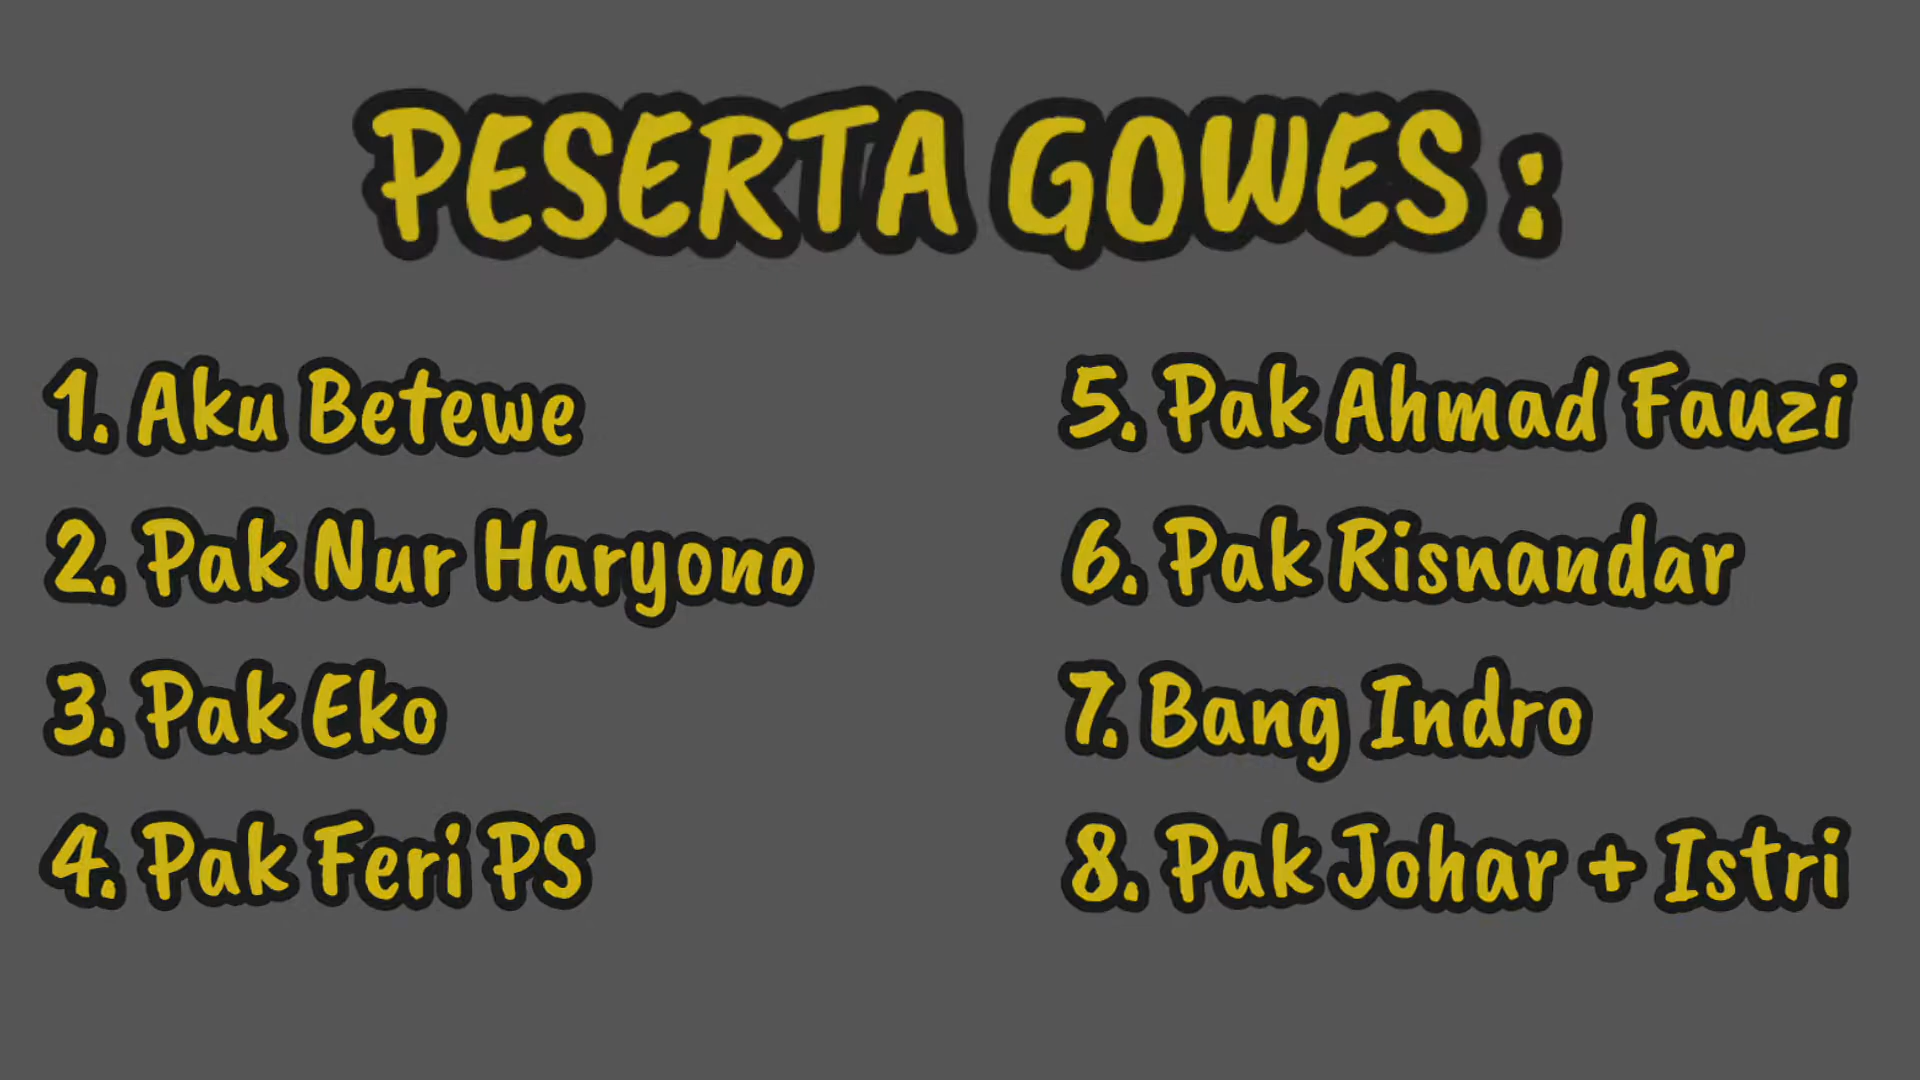 PESERTA GOWES :
1. Aku Betewe
2. Pak Nur Haryono
3. Pak Eko
4. Pak Feri PS
5. Pak Ahmad Fauzi
6. Pak Risnandar
7. Bang Indro
8. Pak Johar + Istri